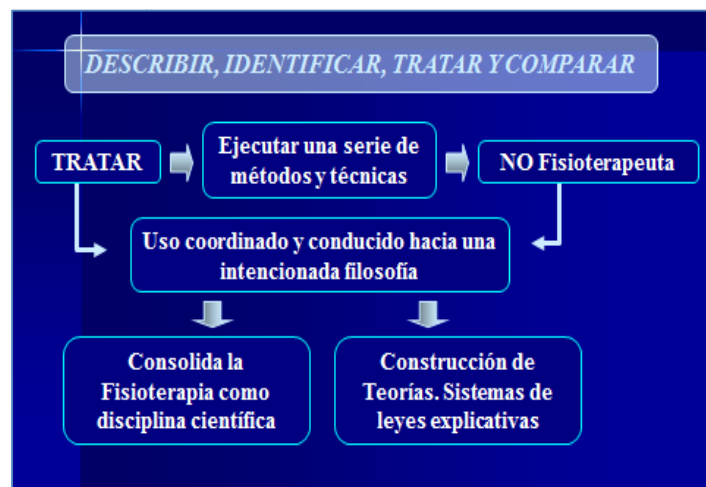 DESCRIBIR, IDENTIFICAR, TRATAR Y COMPARAR
TRATAR
Ejecutar una serie de
métodos y técnicas
NO Fisioterapeuta
Uso coordinado y conducido hacia una
intencionada filosofía
Consolida la
Fisioterapia como
disciplina científica
Construcción de
Teorías. Sistemas de
leyes explicativas